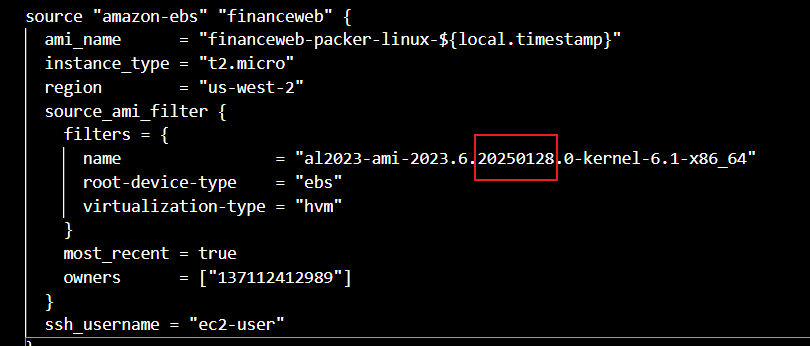 source "amazon-ebs" "financeweb" {
  ami_name      = "financeweb-packer-linux-${local.timestamp}"
  instance_type = "t2.micro"
  region        = "us-west-2"
  source_ami_filter {
    filters = {
      name                = "al2023-ami-2023.6.20250128.0-kernel-6.1-x86_64"
      root-device-type    = "ebs"
      virtualization-type = "hvm"
    }
    most_recent = true
    owners      = ["137112412989"]
  }
  ssh_username = "ec2-user"
}